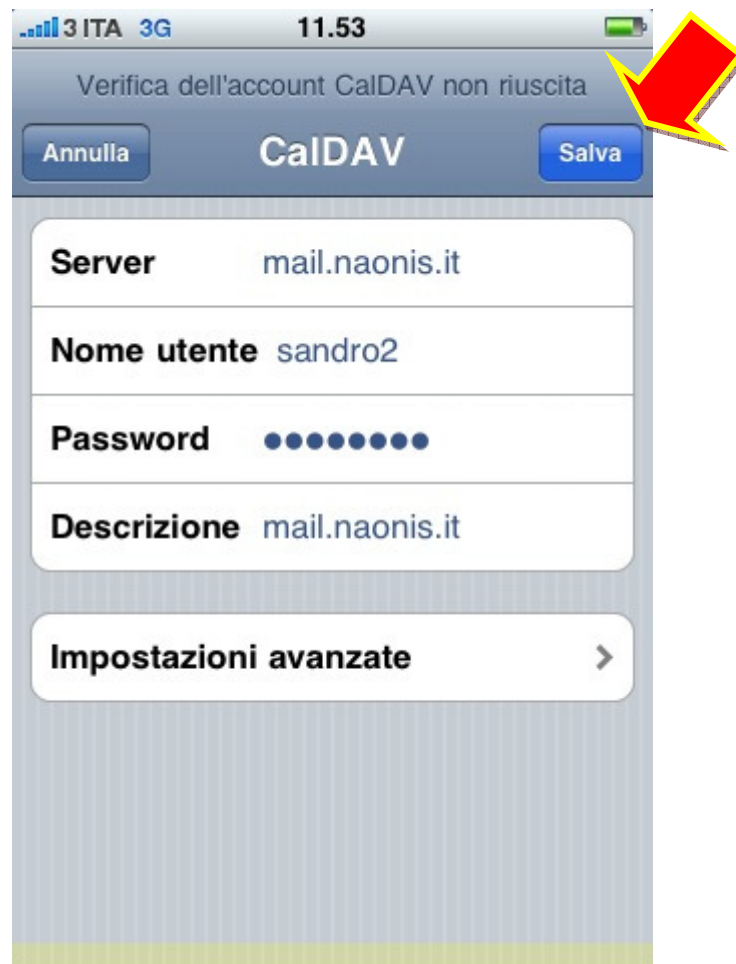 3 ITA 3G 11.53
Verifica dell'account CalDAV non riuscita
Annulla CalDAV Salva
Server mail.naonis.it
Nome utente sandro2
Password ●●●●●●●●
Descrizione mail.naonis.it
Impostazioni avanzate